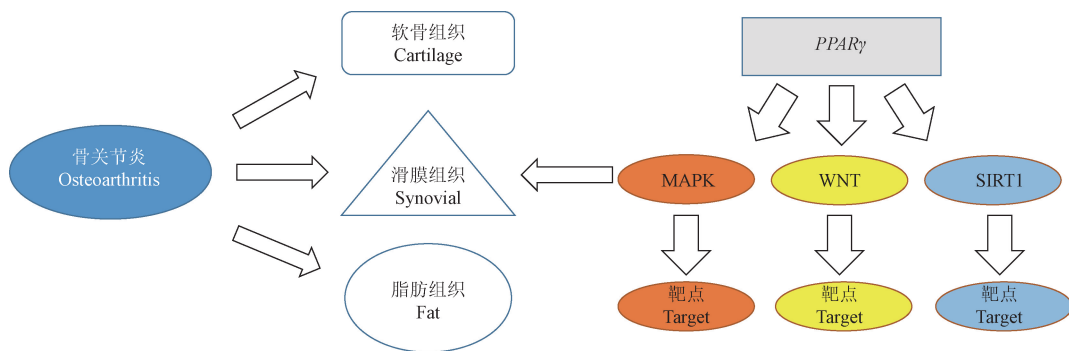 软骨组织
Cartilage
PPARγ
骨关节炎
Osteoarthritis
滑膜组织
Synovial
MAPK
WNT
SIRT1
脂肪组织
Fat
靶点
Target
靶点
Target
靶点
Target